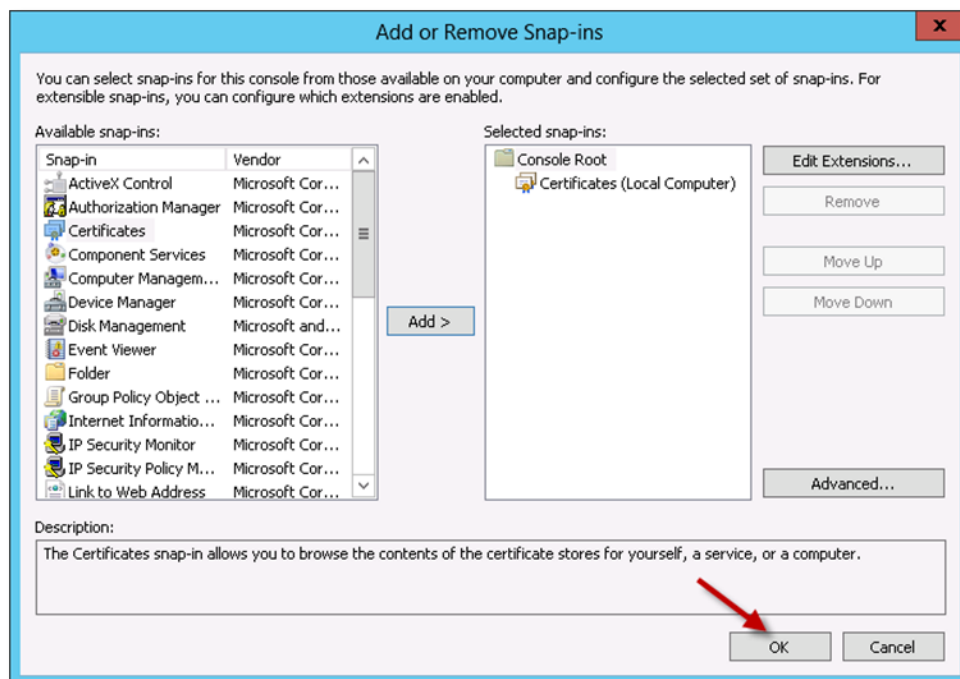 Add or Remove Snap-ins
x
You can select snap-ins for this console from those available on your computer and configure the selected set of snap-ins. For
extensible snap-ins, you can configure which extensions are enabled.
Available snap-ins:
Snap-in Vendor
ActiveX Control Microsoft Cor...
Authorization Manager Microsoft Cor...
Certificates Microsoft Cor...
Component Services Microsoft Cor...
Computer Managem... Microsoft Cor...
Device Manager Microsoft Cor...
Disk Management Microsoft and...
Event Viewer Microsoft Cor...
Folder Microsoft Cor...
Group Policy Object ... Microsoft Cor...
Internet Informatio... Microsoft Cor...
IP Security Monitor Microsoft Cor...
IP Security Policy M... Microsoft Cor...
Link to Web Address Microsoft Cor...
Add >
Selected snap-ins:
Console Root
Certificates (Local Computer)
Edit Extensions...
Remove
Move Up
Move Down
Advanced...
Description:
The Certificates snap-in allows you to browse the contents of the certificate stores for yourself, a service, or a computer.
OK Cancel